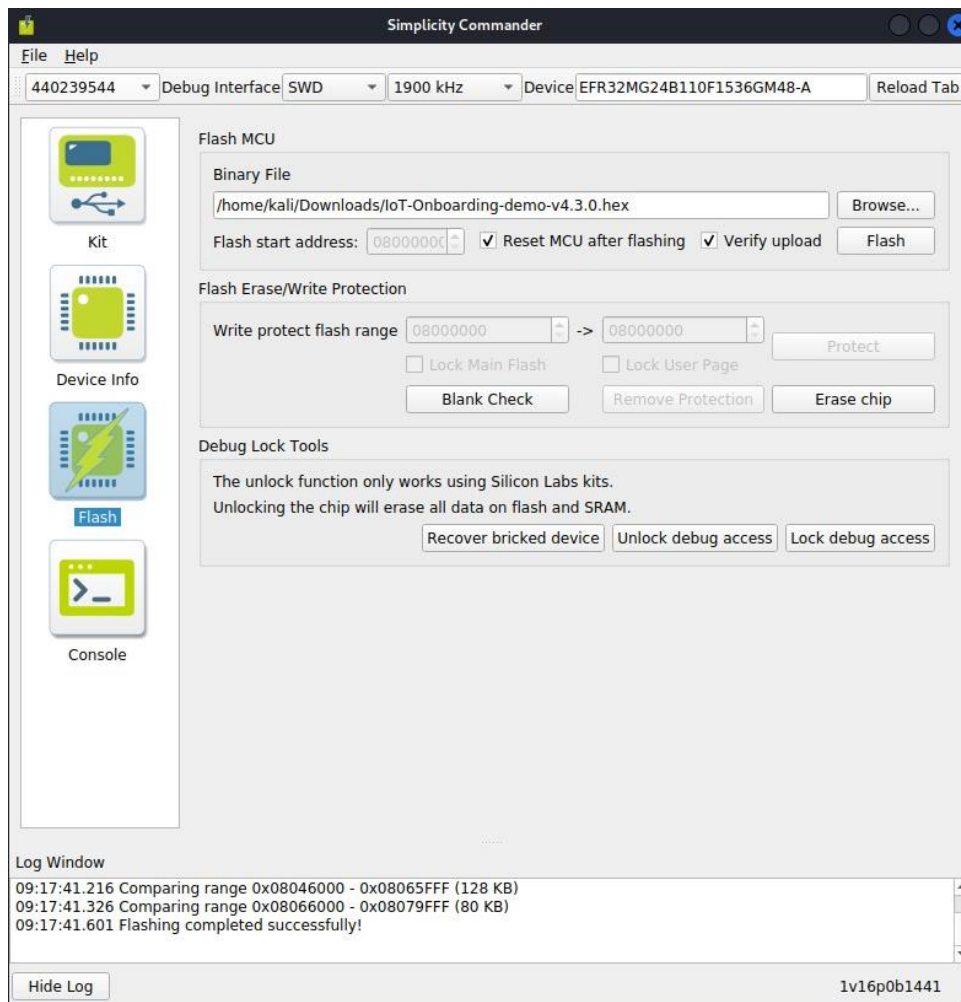 Simplicity Commander
File Help
440239544 Debug Interface SWD 1900 kHz Device EFR32MG24B110F1536GM48-A Reload Tab
Kit
Device Info
Flash
Console
Flash MCU
Binary File
/home/kali/Downloads/IoT-Onboarding-demo-v4.3.0.hex Browse...
Flash start address: 0800000 Reset MCU after flashing Verify upload Flash
Flash Erase/Write Protection
Write protect flash range 08000000 -> 08000000 Protect
Lock Main Flash Lock User Page
Blank Check Remove Protection Erase chip
Debug Lock Tools
The unlock function only works using Silicon Labs kits.
Unlocking the chip will erase all data on flash and SRAM.
Recover bricked device Unlock debug access Lock debug access
Log Window
09:17:41.216 Comparing range 0x08046000 - 0x08065FFF (128 KB)
09:17:41.326 Comparing range 0x08066000 - 0x08079FFF (80 KB)
09:17:41.601 Flashing completed successfully!
Hide Log 1v16p0b1441